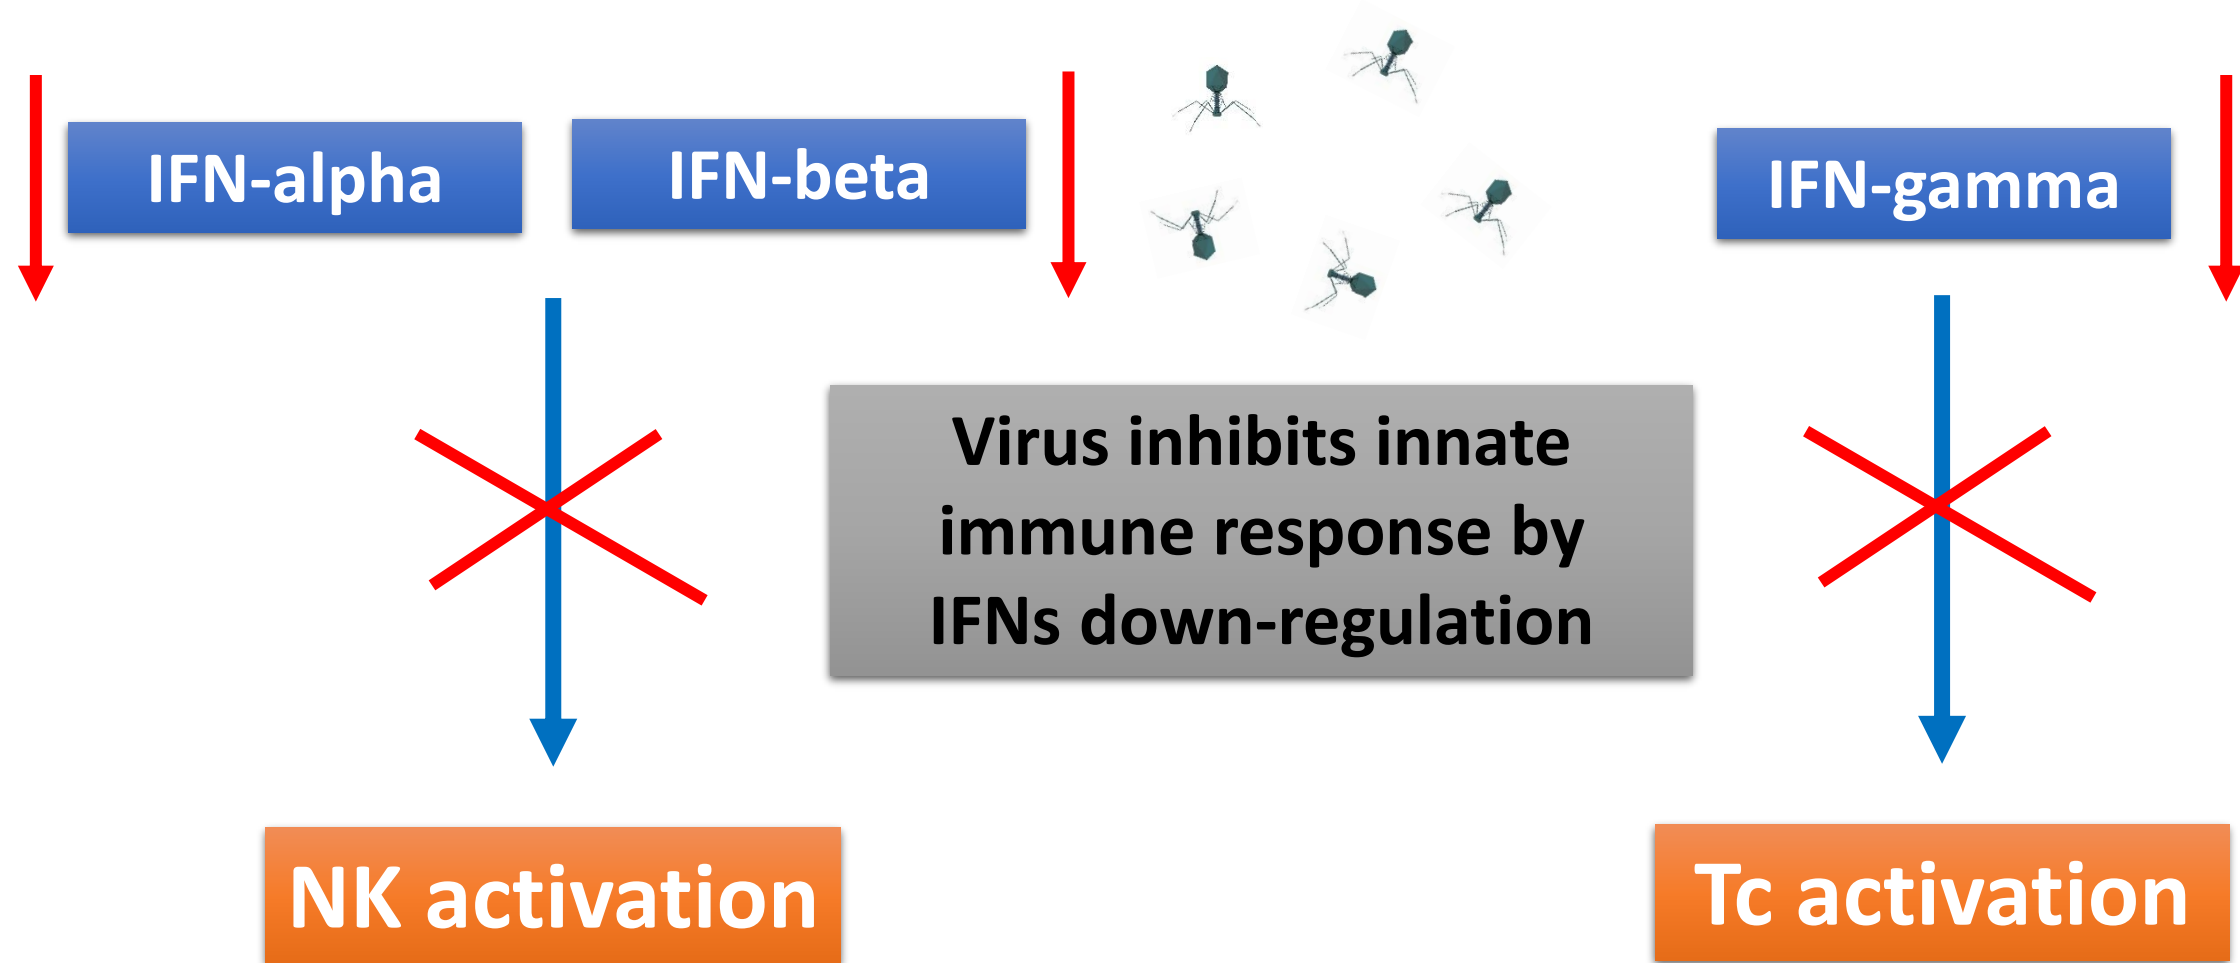 IFN-alpha
IFN-beta
IFN-gamma
Virus inhibits innate
immune response by
IFNs down-regulation
NK activation
Tc activation